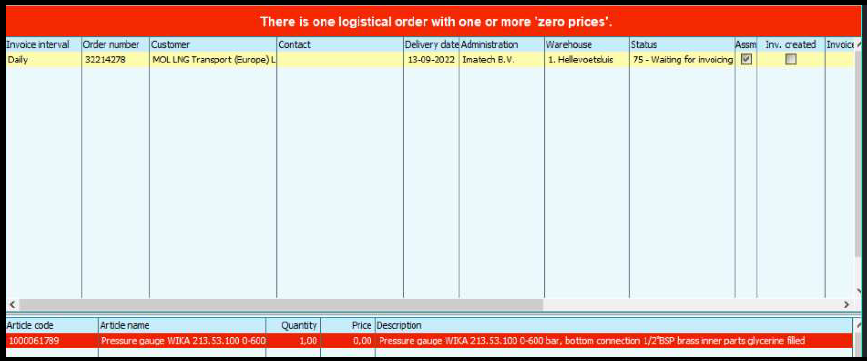 There is one logistical order with one or more 'zero prices'.
Invoice interval Order number Customer Contact Delivery date Administration Warehouse Status Assm Inv. created Invoice
Daily 32214278 MOL LNG Transport (Europe) L 13-09-2022 Imatech B.V. 1. Hellevoetsluis 75 - Waiting for invoicing
Article code Article name Quantity Price Description
1000061789 Pressure gauge WIKA 213.53.100 0-600 1,00 0,00 Pressure gauge WIKA 213.53.100 0-600 bar, bottom connection 1/2"BSP brass inner parts glycerine filled